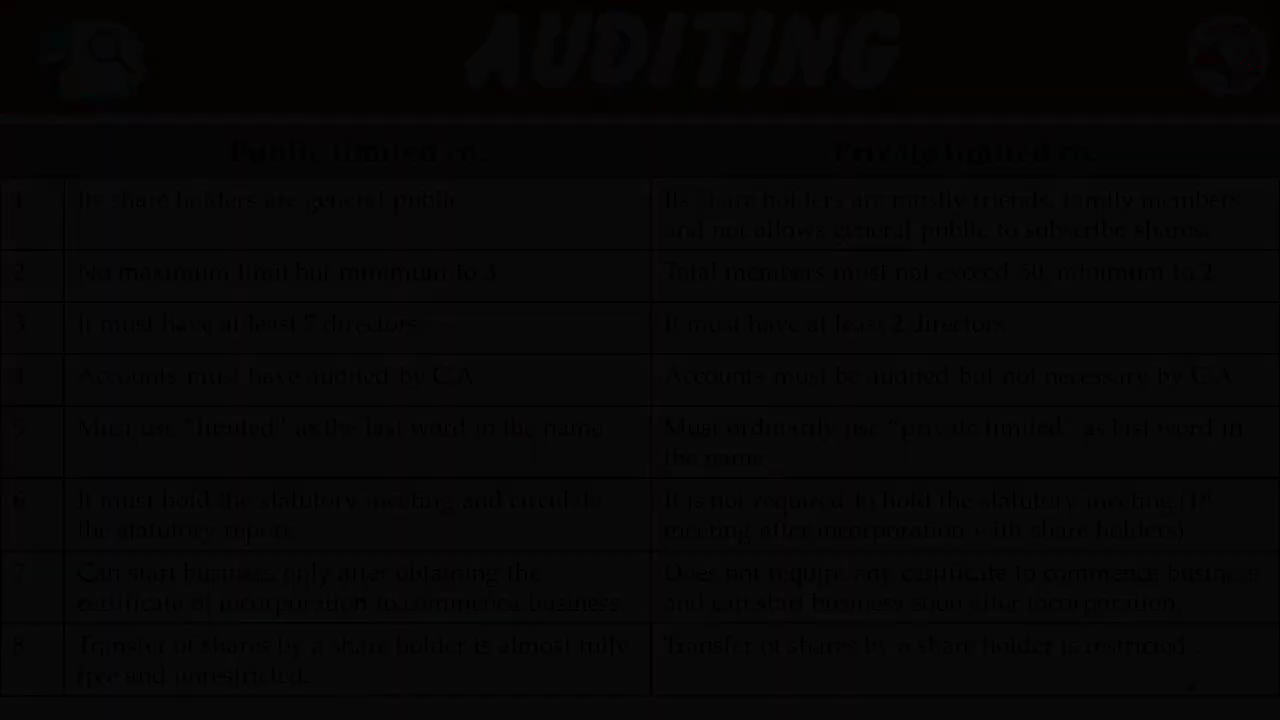 AUDITING
Public limited co.
Private limited co.
1
Its share holders are general public
Its share holders are mostly friends, family members
and not allows general public to subscribe shares.
2
No maximum limit but minimum to 3
Total members must not exceed 50, minimum to 2
3
It must have at least 7 directors
It must have at least 2 directors
4
Accounts must have audited by C.A
Accounts must be audited but not necessary by C.A
5
Must use “limited” as the last word in the name
Must ordinarily use “private limited” as last word in
the name
6
It must hold the statutory meeting and circulate
the statutory report
It is not required to hold the statutory meeting.(1st
meeting after incorporation with share holders)
7
Can start business only after obtaining the
certificate of incorporation to commence business
Does not require any certificate to commence business
and can start business soon after incorporation.
8
Transfer of shares by a share holder is almost fully
free and unrestricted.
Transfer of shares by a share holder is restricted .